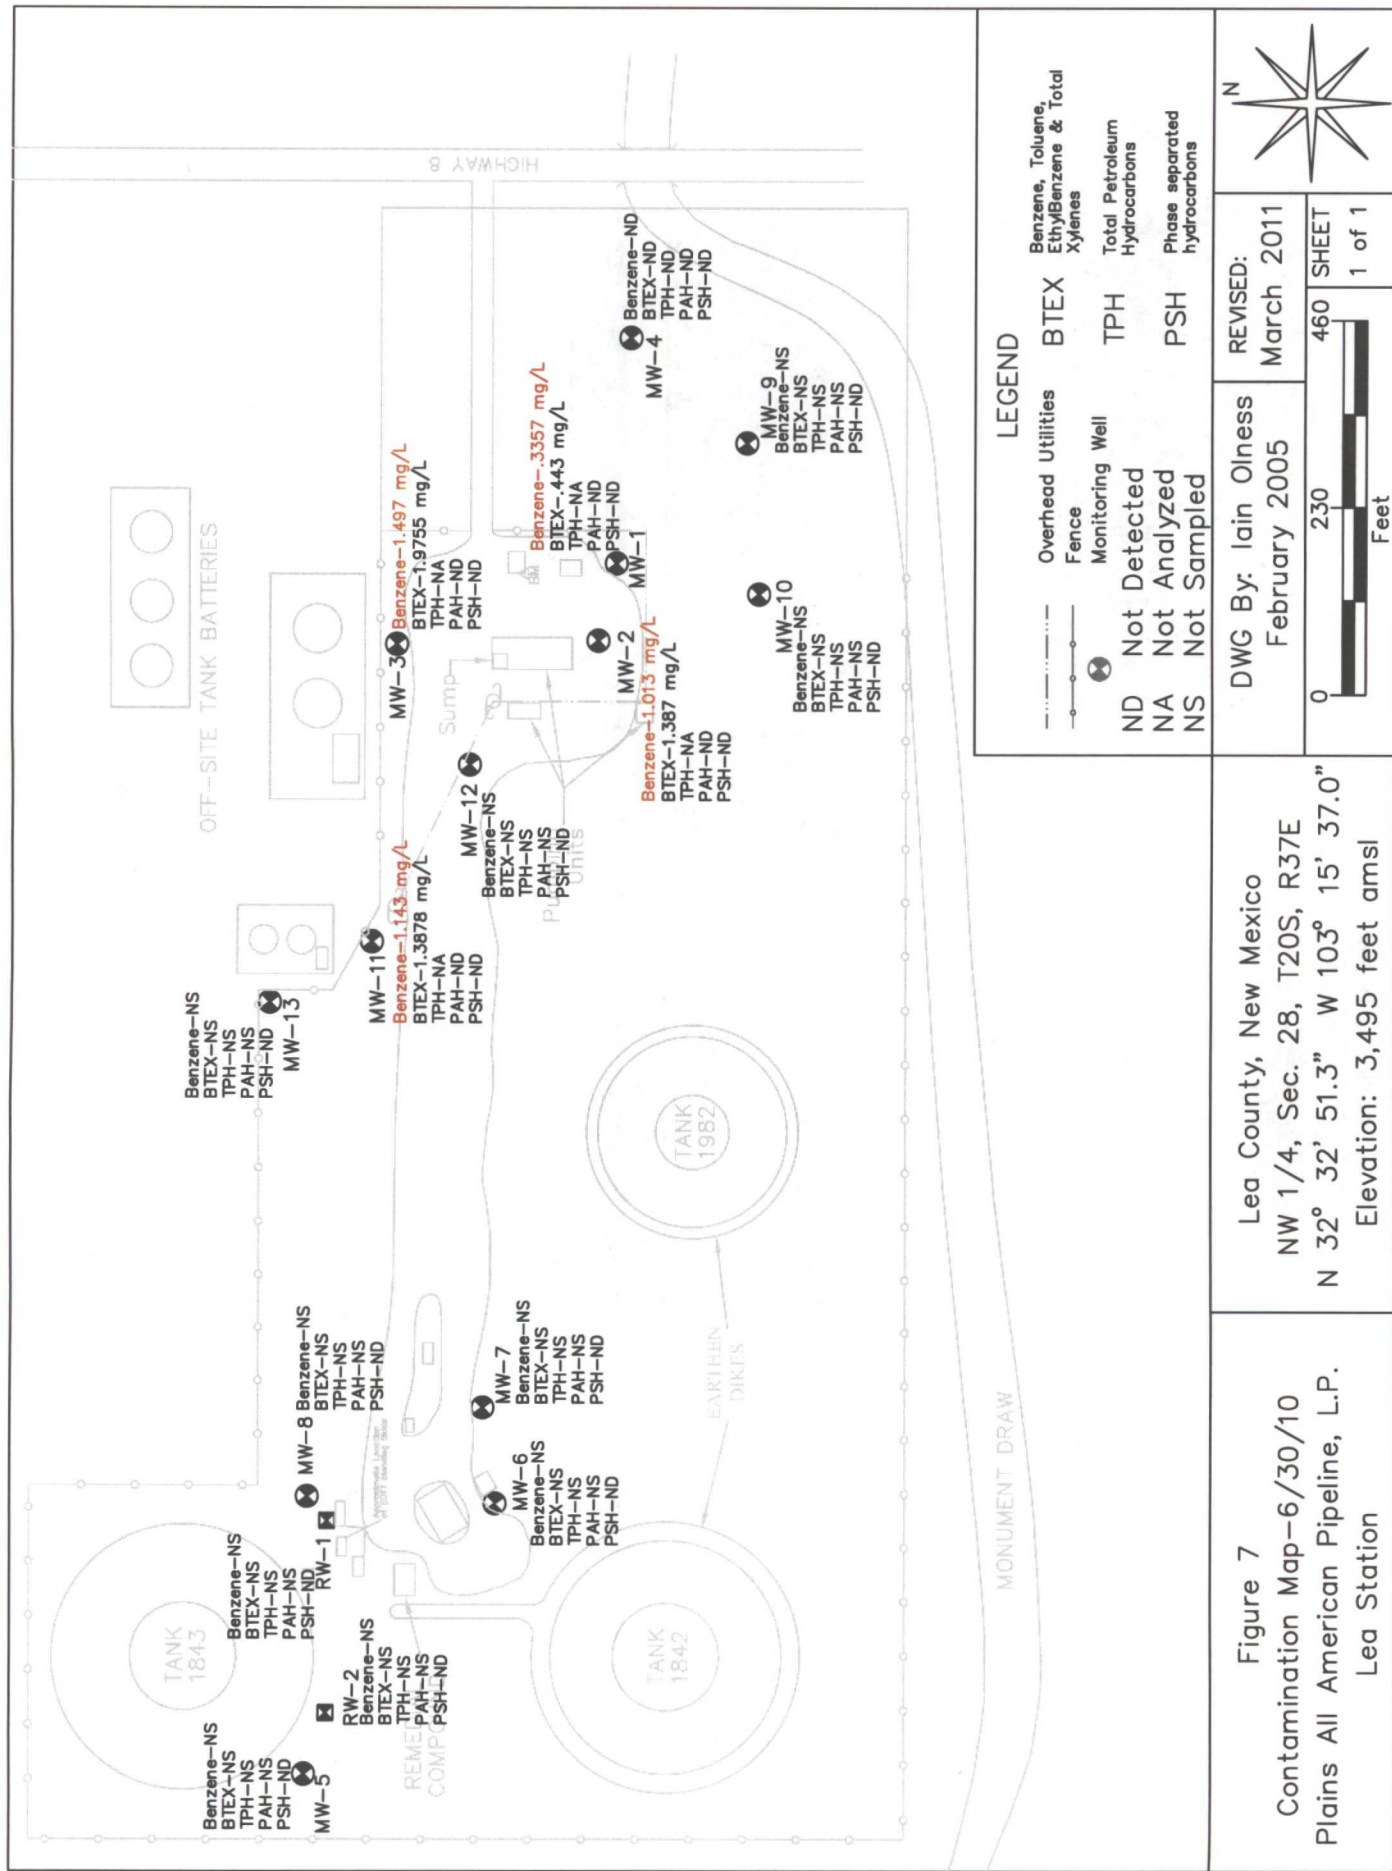 OFF-SITE TANK BATTERIES
HIGHWAY 8
TANK
1843
Benzene-NS
BTEX-NS
TPH-NS
PAH-NS
PSH-ND
MW-5
RW-2
Benzene-NS
BTEX-NS
TPH-NS
PAH-NS
PSH-ND
Benzene-NS
BTEX-NS
TPH-NS
PAH-NS
PSH-ND
RW-1
MW-8
Benzene-NS
BTEX-NS
TPH-NS
PAH-NS
PSH-ND
Approximate Location
Benzene-NS
BTEX-NS
TPH-NS
PAH-NS
PSH-ND
MW-13
MW-11
Benzene-1.143 mg/L
BTEX-1.3878 mg/L
TPH-NA
PAH-ND
PSH-ND
MW-3
Benzene-1.497 mg/L
BTEX-1.9755 mg/L
TPH-NA
PAH-ND
PSH-ND
Sump
MW-12
Benzene-NS
BTEX-NS
TPH-NS
PAH-NS
PSH-ND
Units
BM
Benzene-.3357 mg/L
BTEX-.443 mg/L
TPH-NA
PAH-ND
PSH-ND
MW-1
MW-2
Benzene-1.013 mg/L
BTEX-1.387 mg/L
TPH-NA
PAH-ND
PSH-ND
Benzene-ND
BTEX-ND
TPH-ND
PAH-ND
PSH-ND
MW-4
MW-9
Benzene-NS
BTEX-NS
TPH-NS
PAH-NS
PSH-ND
MW-10
Benzene-NS
BTEX-NS
TPH-NS
PAH-NS
PSH-ND
MW-7
Benzene-NS
BTEX-NS
TPH-NS
PAH-NS
PSH-ND
MW-6
Benzene-NS
BTEX-NS
TPH-NS
PAH-NS
PSH-ND
TANK
1982
TANK
1842
EARTHEN
DIKES
MONUMENT DRAW
LEGEND
Overhead Utilities
Fence
Monitoring Well
ND Not Detected
NA Not Analyzed
NS Not Sampled
BTEX Benzene, Toluene,
EthylBenzene & Total
Xylenes
TPH Total Petroleum
Hydrocarbons
PSH Phase separated
hydrocarbons
Figure 7
Contamination Map-6/30/10
Plains All American Pipeline, L.P.
Lea Station
Lea County, New Mexico
NW 1/4, Sec. 28, T20S, R37E
N 32° 32' 51.3" W 103° 15' 37.0"
Elevation: 3,495 feet amsl
DWG By: Iain Olness
February 2005
REVISED:
March 2011
0 230 460
Feet
SHEET
1 of 1
N